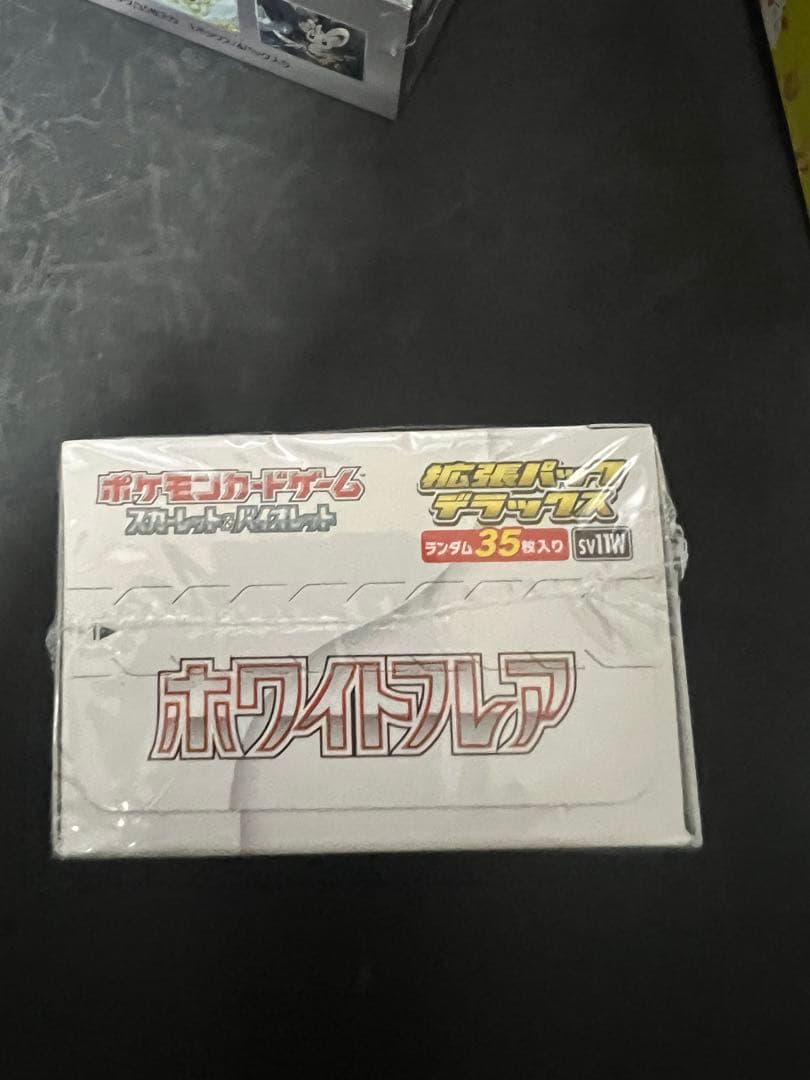 ポケモンカードゲーム
スカーレット&バイオレット
拡張パック
デラックス
ランダム35枚入り
SV11W
ホワイトフレア